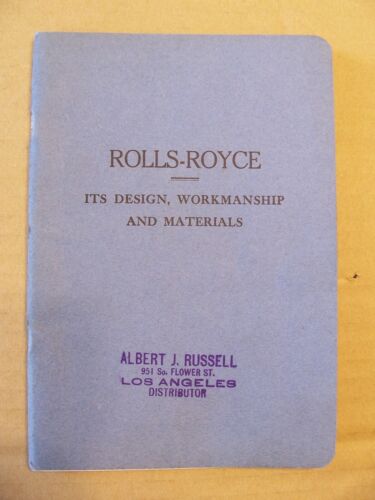 ROLLS-ROYCE
ITS DESIGN, WORKMANSHIP
AND MATERIALS
ALBERT J. RUSSELL
951 So. FLOWER ST.
LOS ANGELES
DISTRIBUTOR